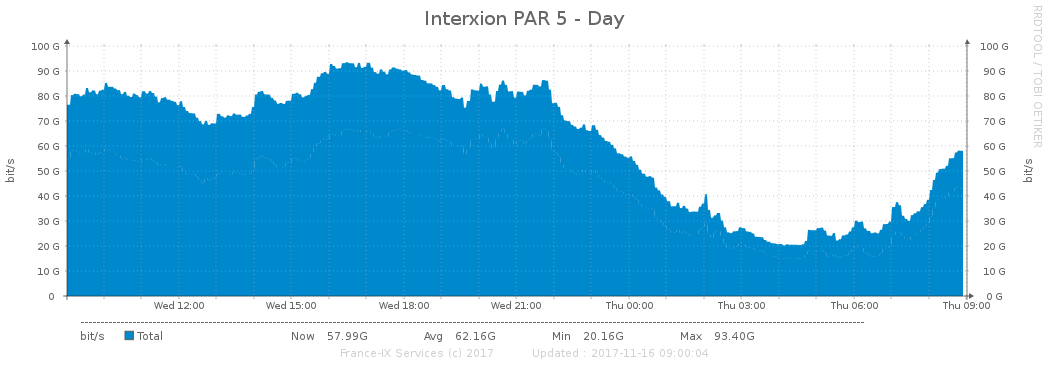 Interxion PAR 5 - Day
RRDTOOL / TOBI OETIKER
bit/s
bit/s
100 G 100 G
90 G 90 G
80 G 80 G
70 G 70 G
60 G 60 G
50 G 50 G
40 G 40 G
30 G 30 G
20 G 20 G
10 G 10 G
0 0 G
Wed 12:00 Wed 15:00 Wed 18:00 Wed 21:00 Thu 00:00 Thu 03:00 Thu 06:00 Thu 09:00
bit/s Total Now 57.99G Avg 62.16G Min 20.16G Max 93.40G
France-IX Services (c) 2017 Updated : 2017-11-16 09:00:04